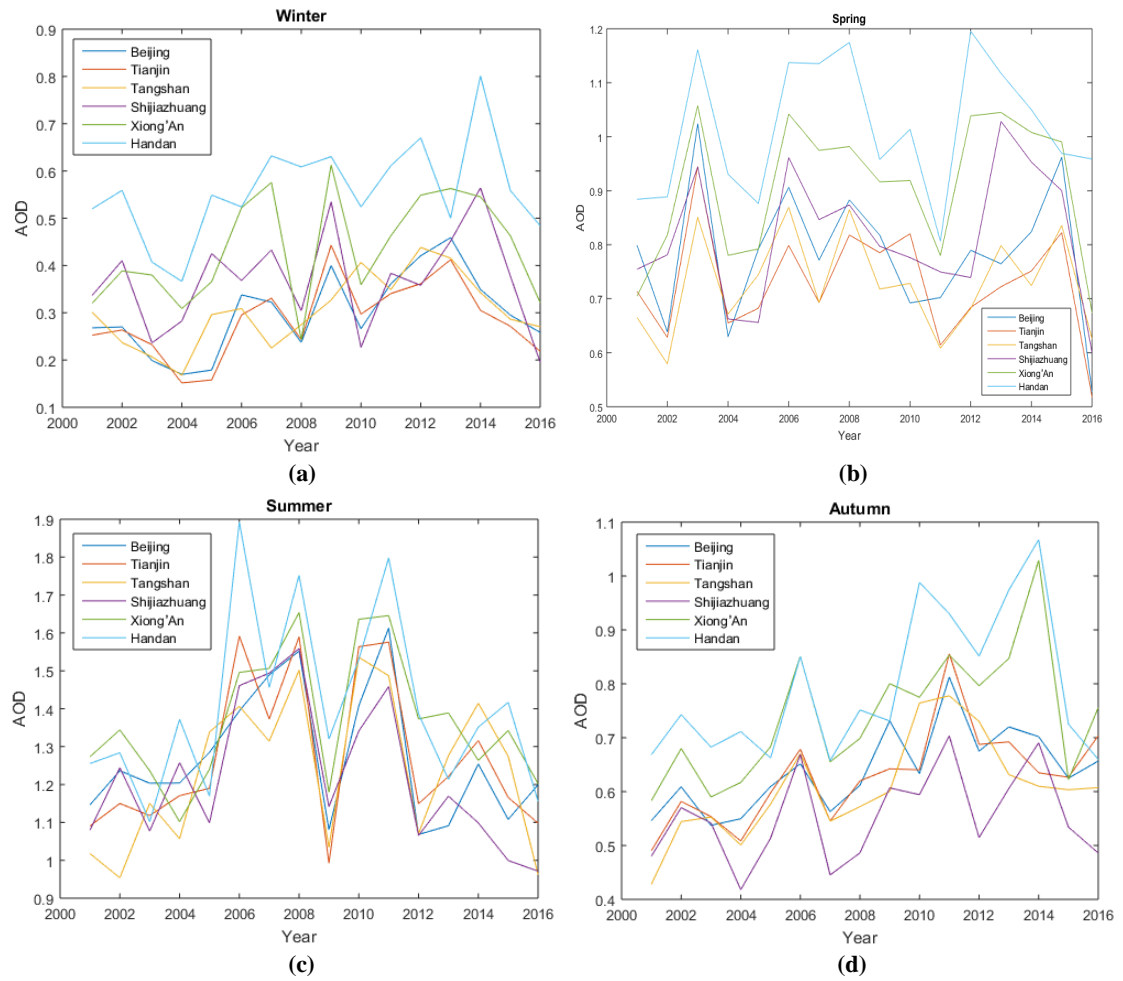 Winter
0.9
0.8
0.7
0.6
0.5
0.4
0.3
0.2
0.1
AOD
Beijing
Tianjin
Tangshan
Shijiazhuang
Xiong'An
Handan
2000 2002 2004 2006 2008 2010 2012 2014 2016
Year
(a)
Spring
1.2
1.1
1
0.9
0.8
0.7
0.6
0.5
AOD
Beijing
Tianjin
Tangshan
Shijiazhuang
Xiong'An
Handan
2000 2002 2004 2006 2008 2010 2012 2014 2016
Year
(b)
Summer
1.9
1.8
1.7
1.6
1.5
1.4
1.3
1.2
1.1
1
0.9
AOD
Beijing
Tianjin
Tangshan
Shijiazhuang
Xiong'An
Handan
2000 2002 2004 2006 2008 2010 2012 2014 2016
Year
(c)
Autumn
1.1
1
0.9
0.8
0.7
0.6
0.5
0.4
AOD
Beijing
Tianjin
Tangshan
Shijiazhuang
Xiong'An
Handan
2000 2002 2004 2006 2008 2010 2012 2014 2016
Year
(d)